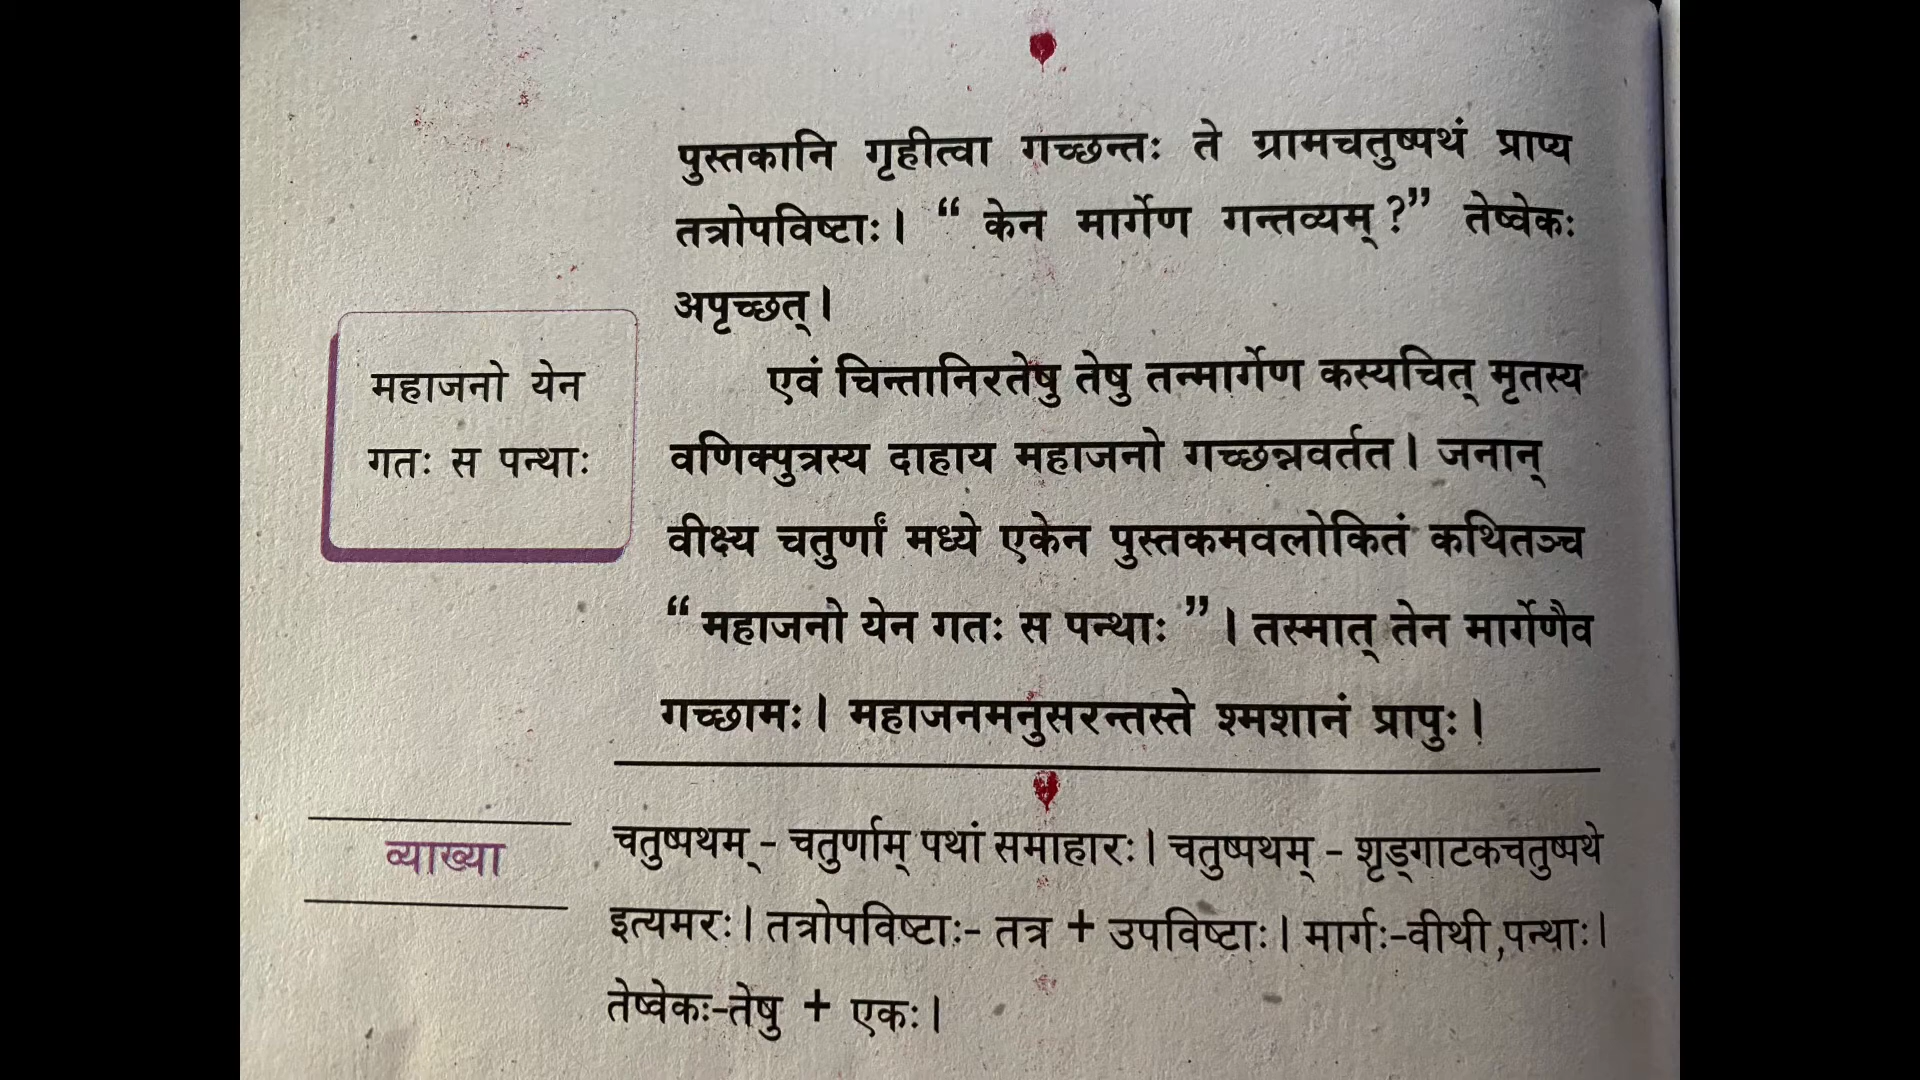 पुस्तकानि गृहीत्वा गच्छन्तः ते ग्रामचतुष्पथं प्राप्य
तत्रोपविष्टाः। “ केन मार्गेण गन्तव्यम् ?” तेष्वेकः
अपृच्छत्।
महाजनो येन
गतः स पन्थाः
एवं चिन्तानिरतेषु तेषु तन्मार्गेण कस्यचित् मृतस्य
वणिक्पुत्रस्य दाहाय महाजनो गच्छन्नवर्तत। जनान्
वीक्ष्य चतुर्णां मध्ये एकेन पुस्तकमवलोकितं कथितञ्च
“ महाजनो येन गतः स पन्थाः ”। तस्मात् तेन मार्गेणैव
गच्छामः। महाजनमनुसरन्तस्ते श्मशानं प्रापुः।
व्याख्या
चतुष्पथम् - चतुर्णाम् पथां समाहारः। चतुष्पथम् - शृङ्गाटकचतुष्पथे
इत्यमरः। तत्रोपविष्टाः- तत्र + उपविष्टाः। मार्गः-वीथी ,पन्थाः।
तेष्वेकः-तेषु + एकः।